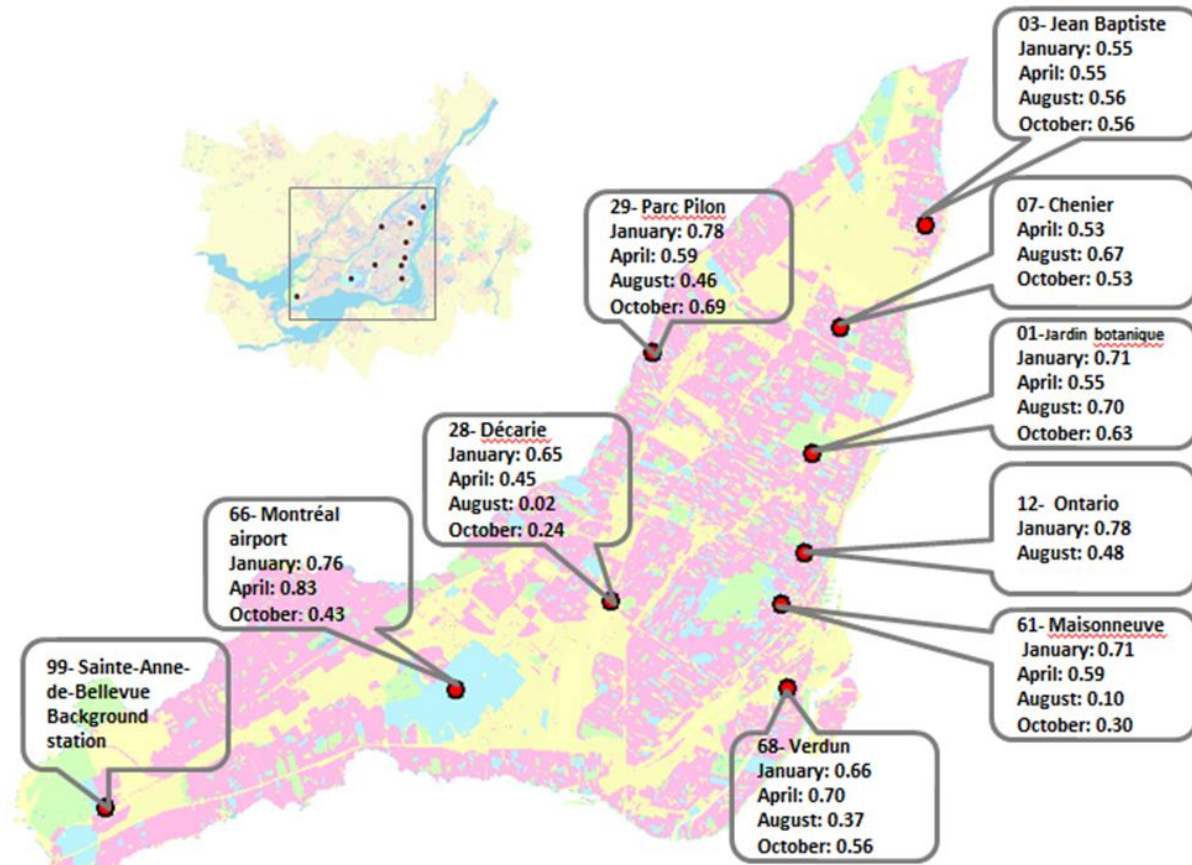 03- Jean Baptiste
January: 0.55
April: 0.55
August: 0.56
October: 0.56
07- Chenier
April: 0.53
August: 0.67
October: 0.53
29- Parc Pilon
January: 0.78
April: 0.59
August: 0.46
October: 0.69
01-Jardin botanique
January: 0.71
April: 0.55
August: 0.70
October: 0.63
28- Décarie
January: 0.65
April: 0.45
August: 0.02
October: 0.24
12- Ontario
January: 0.78
August: 0.48
66- Montréal
airport
January: 0.76
April: 0.83
October: 0.43
61- Maisonneuve
January: 0.71
April: 0.59
August: 0.10
October: 0.30
99- Sainte-Anne-
de-Bellevue
Background
station
68- Verdun
January: 0.66
April: 0.70
August: 0.37
October: 0.56